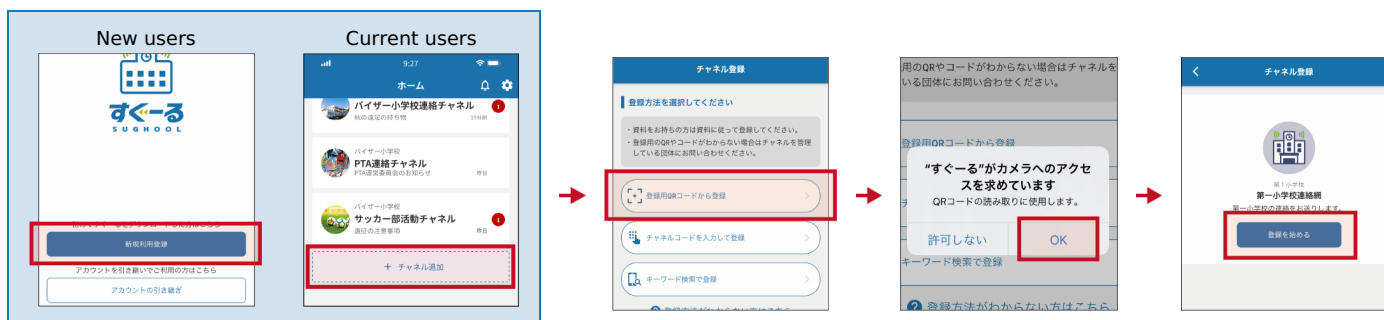 New users
すぐーる
SUGHOOL
新規利用登録
アカウントを引き継いでご利用の方はこちら
アカウントの引き継ぎ
Current users
9:27
ホーム
バイザー小学校連絡チャネル
1
秋の遠足の持ち物
15分前
バイザー小学校
PTA連絡チャネル
PTA運営委員会のお知らせ
昨日
バイザー小学校
サッカー部活動チャネル
1
遠征の注意事項
昨日
+ チャネル追加
チャネル登録
登録方法を選択してください
・資料をお持ちの方は資料に従って登録してください。
・登録用のQRやコードがわからない場合はチャネルを管理
している団体にお問い合わせください。
登録用QRコードから登録
チャネルコードを入力して登録
キーワード検索で登録
用のQRやコードがわからない場合はチャネルを
いる団体にお問い合わせください。
登録用QRコードから登録
"すぐーる"がカメラへのアクセ
スを求めています
QRコードの読み取りに使用します。
許可しない
OK
キーワード検索で登録
登録方法がわからない方はこちら
チャネル登録
第1小学校
第一小学校連絡網
第一小学校の連絡をお送りします。
登録を始める